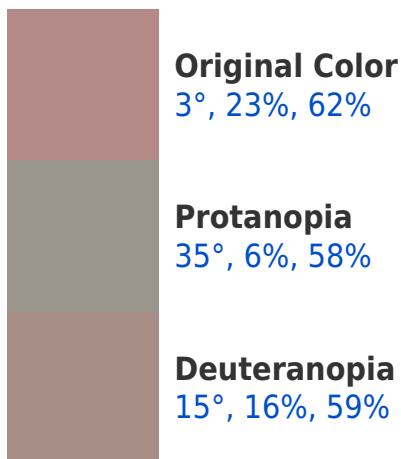 Original Color
3°, 23%, 62%
Protanopia
35°, 6%, 58%
Deuteranopia
15°, 16%, 59%